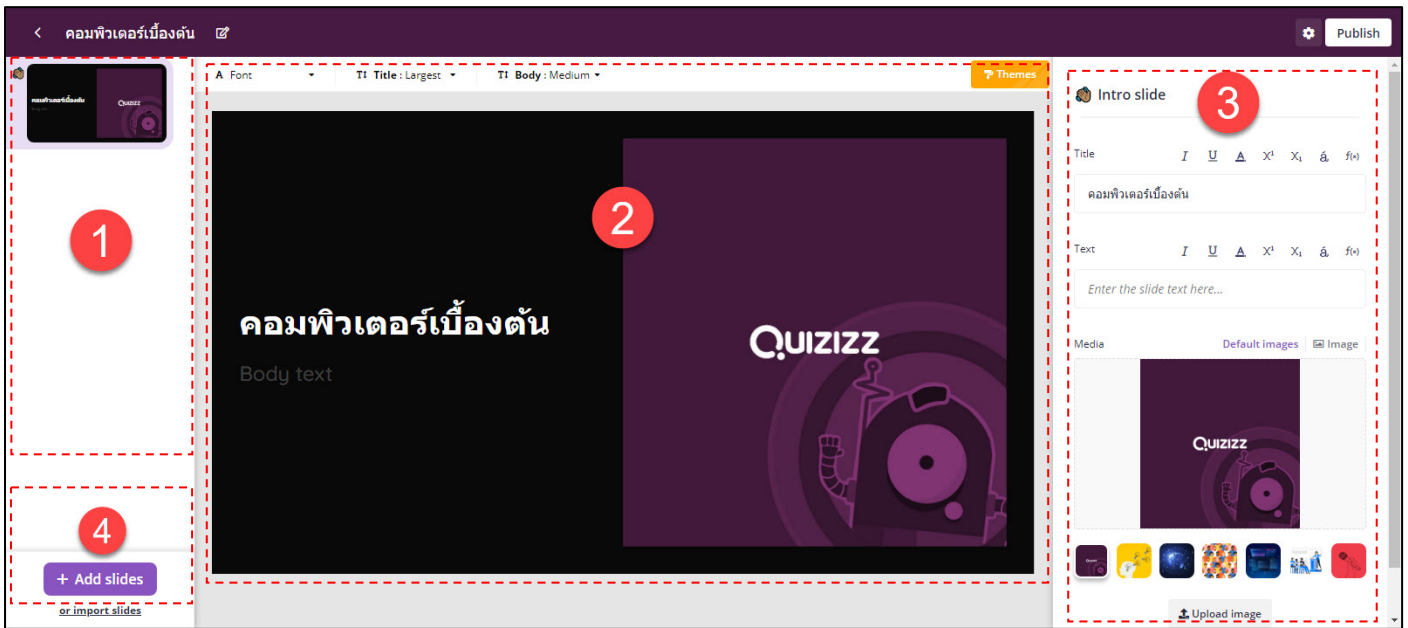 คอมพิวเตอร์เบื้องต้น
Publish
คอมพิวเตอร์เบื้องต้น
QUIZIZZ
1
4
+ Add slides
or import slides
A Font
Title : Largest
Body : Medium
Themes
2
คอมพิวเตอร์เบื้องต้น
Body text
QUIZIZZ
Intro slide
3
Title I U A X¹ X₁ á f(x)
คอมพิวเตอร์เบื้องต้น
Text I U A X¹ X₁ á f(x)
Enter the slide text here...
Media Default images Image
QUIZIZZ
Upload image